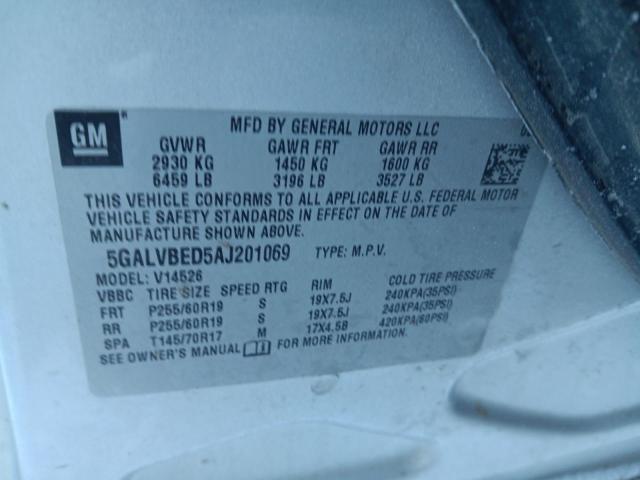 GM
MFD BY GENERAL MOTORS LLC
GVWR GAWR FRT GAWR RR
2930 KG 1450 KG 1600 KG
6459 LB 3196 LB 3527 LB
THIS VEHICLE CONFORMS TO ALL APPLICABLE U.S. FEDERAL MOTOR
VEHICLE SAFETY STANDARDS IN EFFECT ON THE DATE OF
MANUFACTURE SHOWN ABOVE.
5GALVBED5AJ201069 TYPE: M.P.V.
MODEL: V14526
VBBC TIRE SIZE SPEED RTG RIM COLD TIRE PRESSURE
FRT P255/60R19 S 19X7.5J 240KPA(35PSI)
RR P255/60R19 S 19X7.5J 240KPA(35PSI)
SPA T145/70R17 M 17X4.5B 420KPA(60PSI)
SEE OWNER'S MANUAL FOR MORE INFORMATION.